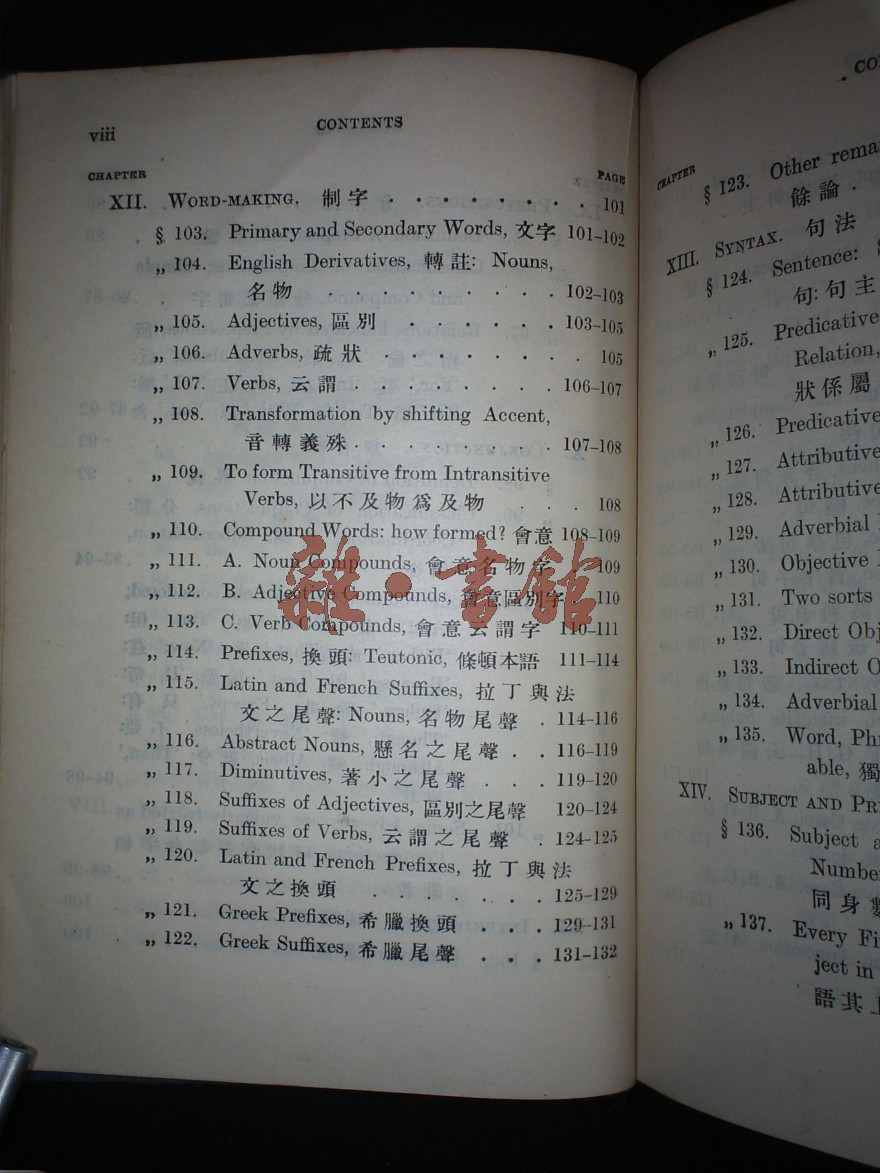 viii CONTENTS
CHAPTER PAGE
XII. WORD-MAKING. 制字 . . . . . . . . . 101
§ 103. Primary and Secondary Words, 文字 101–102
„ 104. English Derivatives, 轉註: Nouns,
名物 . . . . . . . . . . 102–103
„ 105. Adjectives, 區別 . . . . . . 103–105
„ 106. Adverbs, 疏狀 . . . . . . . . 105
„ 107. Verbs, 云謂 . . . . . . . . 106–107
„ 108. Transformation by shifting Accent,
音轉義殊 . . . . . . . . 107–108
„ 109. To form Transitive from Intransitive
Verbs, 以不及物爲及物 . . . 108
„ 110. Compound Words: how formed? 會意 108–109
„ 111. A. Noun Compounds, 會意名物字 . 109
„ 112. B. Adjective Compounds, 會意區別字 110
„ 113. C. Verb Compounds, 會意云謂字 110–111
„ 114. Prefixes, 換頭: Teutonic, 條頓本語 111–114
„ 115. Latin and French Suffixes, 拉丁與法
文之尾聲: Nouns, 名物尾聲 . 114–116
„ 116. Abstract Nouns, 懸名之尾聲 . . 116–119
„ 117. Diminutives, 著小之尾聲 . . . 119–120
„ 118. Suffixes of Adjectives, 區別之尾聲 120–124
„ 119. Suffixes of Verbs, 云謂之尾聲 . 124–125
„ 120. Latin and French Prefixes, 拉丁與法
文之換頭 . . . . . . . 125–129
„ 121. Greek Prefixes, 希臘換頭 . . . 129–131
„ 122. Greek Suffixes, 希臘尾聲 . . . 131–132
雜·書館
CO
CHAPTER
§ 123. Other rema
餘論 .
XIII. SYNTAX. 句法
§ 124. Sentence: S
句: 句主
„ 125. Predicative
Relation,
狀係屬
„ 126. Predicative
„ 127. Attributive
„ 128. Attributive
„ 129. Adverbial
„ 130. Objective
„ 131. Two sorts
„ 132. Direct Obj
„ 133. Indirect O
„ 134. Adverbial
„ 135. Word, Phr
able, 獨
XIV. SUBJECT AND PR
§ 136. Subject a
Number
同身數
„ 137. Every Fi
ject in
語其